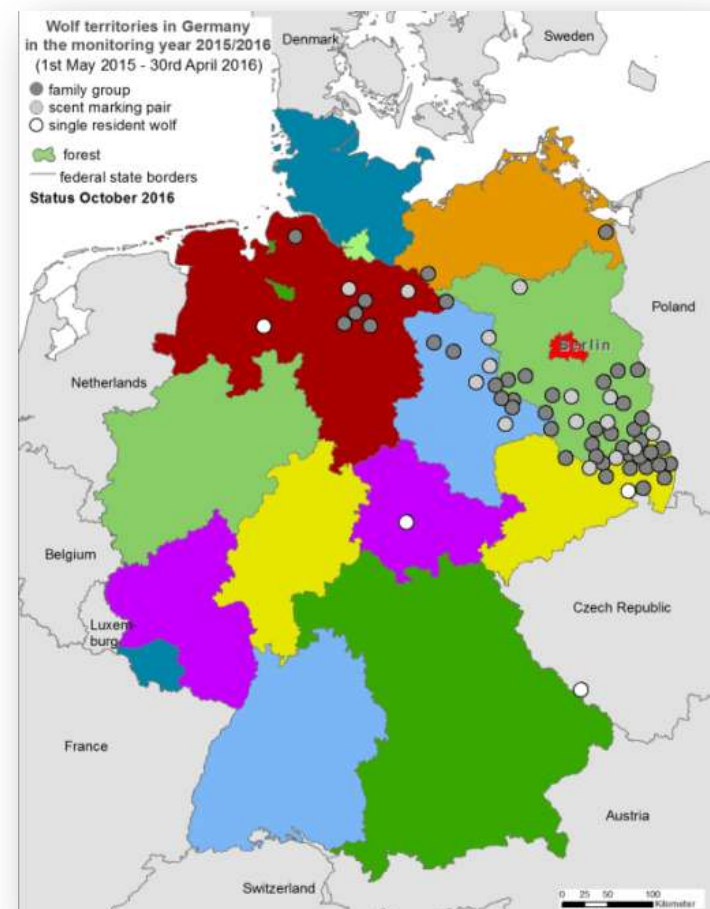 Wolf territories in Germany
in the monitoring year 2015/2016
(1st May 2015 - 30rd April 2016)
family group
scent marking pair
single resident wolf
forest
federal state borders
Status October 2016
Denmark
Sweden
Poland
Berlin
Netherlands
Belgium
Luxem-
burg
Czech Republic
France
Austria
Switzerland
0 25 50 100
Kilometer